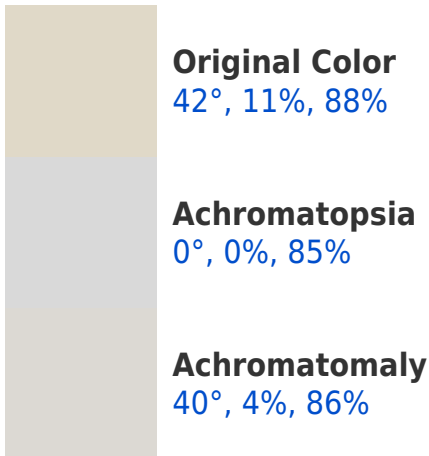 Original Color
42°, 11%, 88%
Achromatopsia
0°, 0%, 85%
Achromatomaly
40°, 4%, 86%